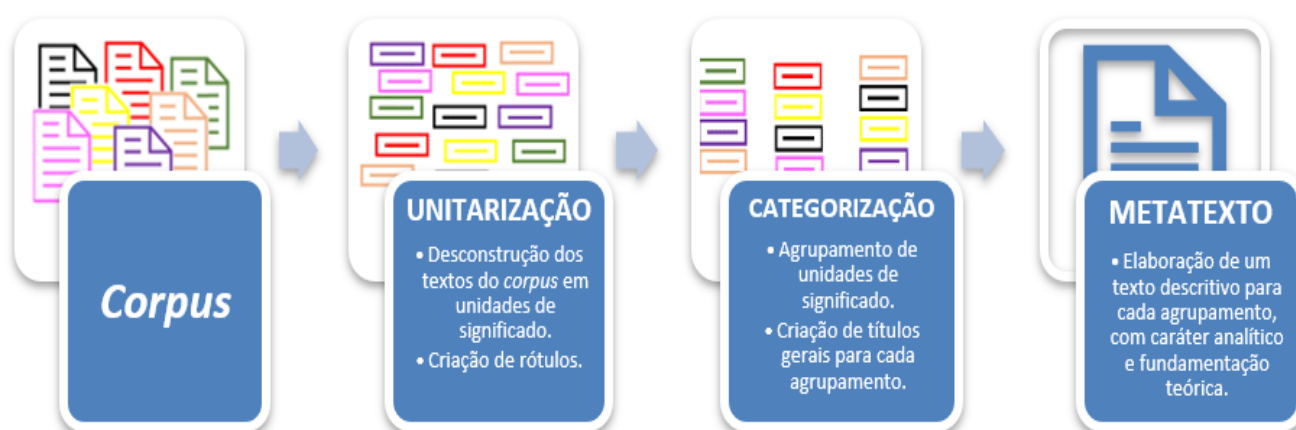 Corpus
UNITARIZAÇÃO
• Desconstrução dos
textos do corpus em
unidades de
significado.
• Criação de rótulos.
CATEGORIZAÇÃO
• Agrupamento de
unidades de
significado.
• Criação de títulos
gerais para cada
agrupamento.
METATEXTO
• Elaboração de um
texto descritivo para
cada agrupamento,
com caráter analítico
e fundamentação
teórica.